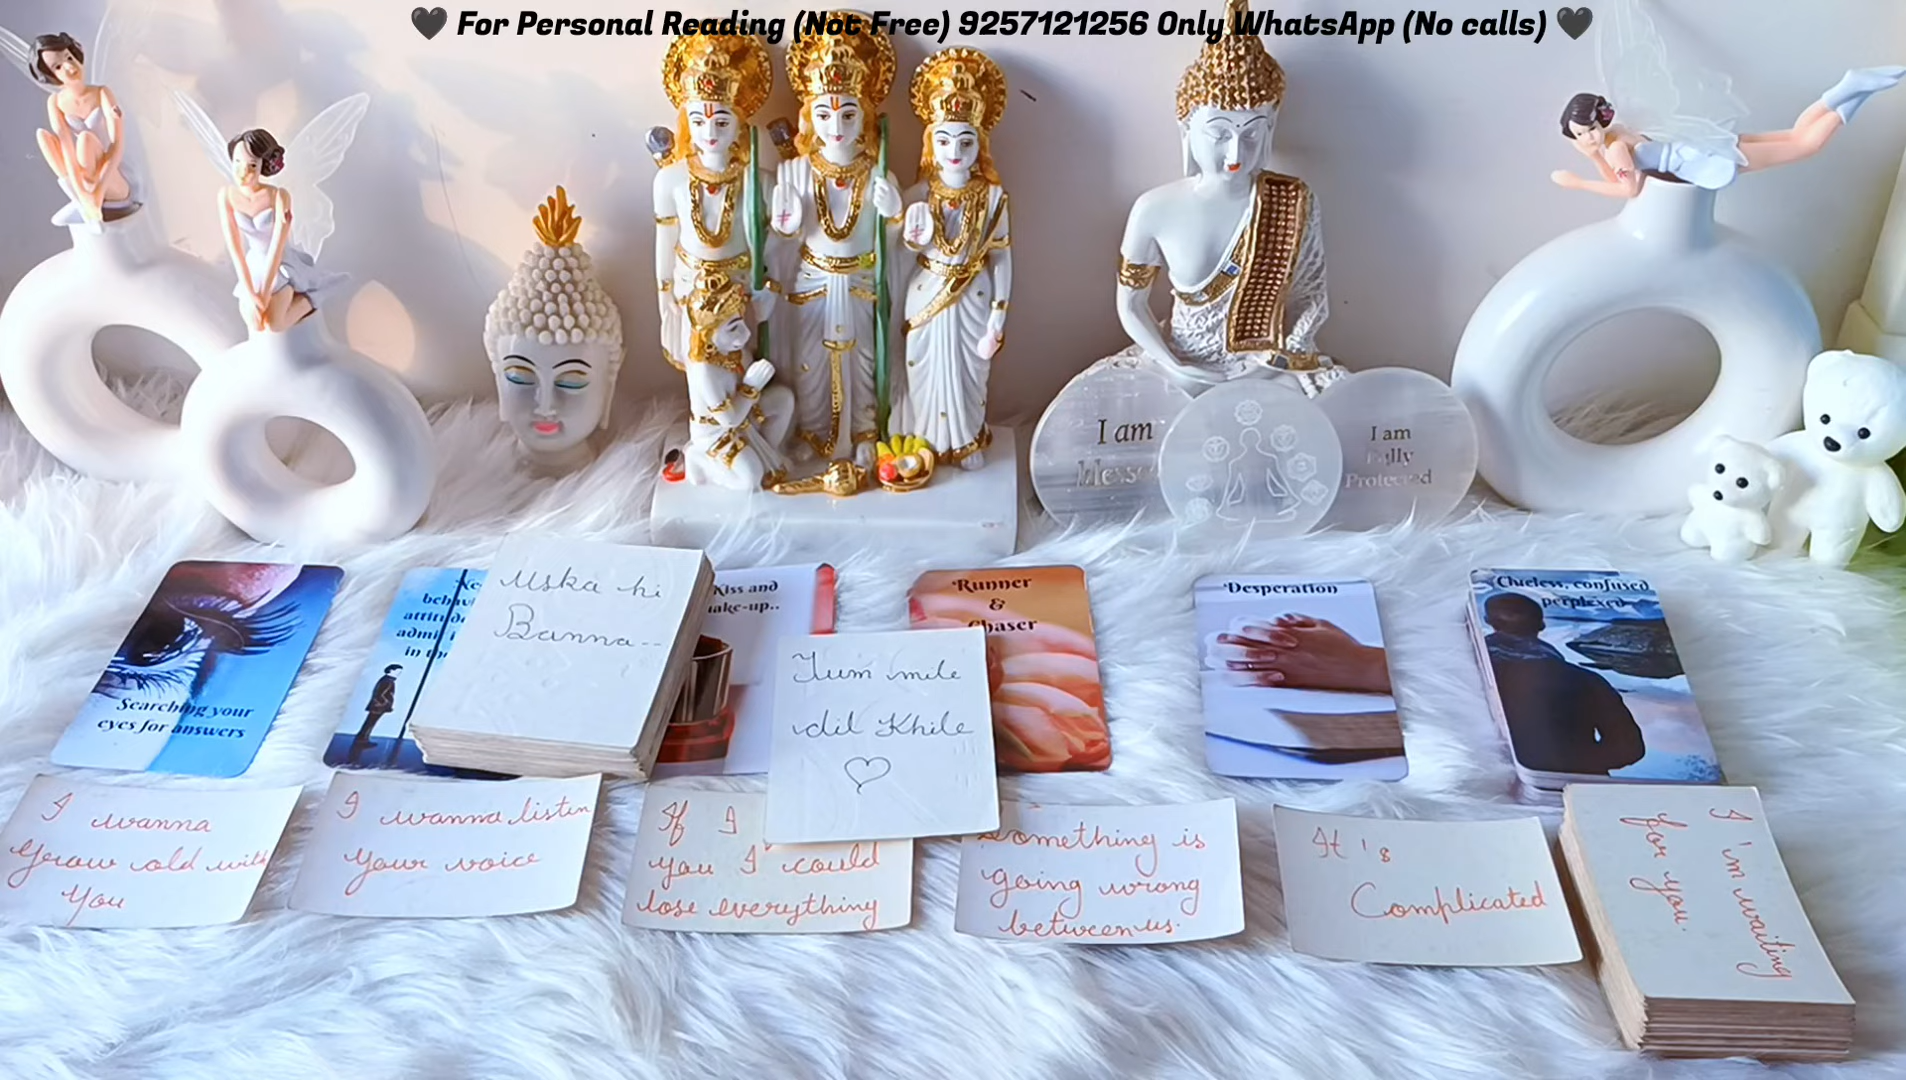 🖤 For Personal Reading (Not Free) 9257121256 Only WhatsApp (No calls) 🖤
I am
I am
Protected
Searching your
eyes for answers
in
Uska hi
Banna--
Kiss and
make-up..
Runner
&
Chaser
Desperation
Clueless, confused,
perplexed
Tum mile
dil Khile
♡
I wanna
Grow old with
you
I wanna listen
your voice
If I
you I could
lose everything
Something is
going wrong
between us.
It's
Complicated
I'm waiting
for you.